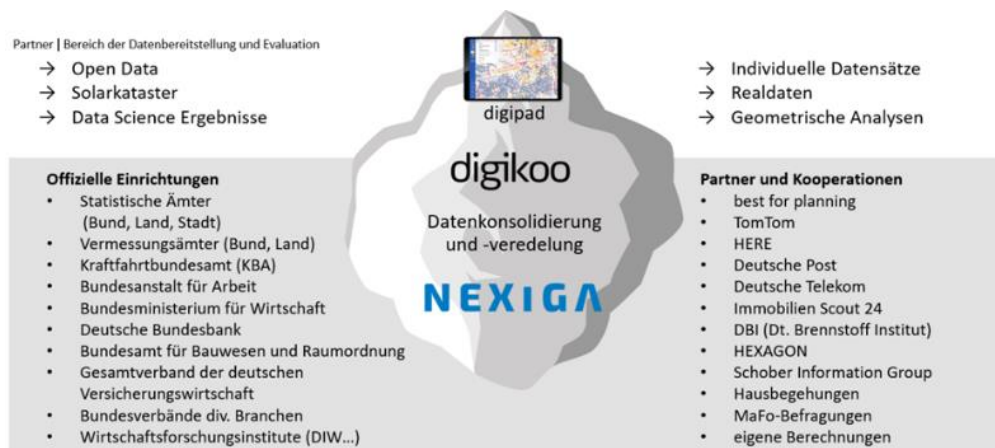 Partner | Bereich der Datenbereitstellung und Evaluation
→ Open Data
→ Solarkataster
→ Data Science Ergebnisse
digipad
→ Individuelle Datensätze
→ Realdaten
→ Geometrische Analysen
digikoo
Datenkonsolidierung
und -veredelung
NEXIGA
Offizielle Einrichtungen
• Statistische Ämter
(Bund, Land, Stadt)
• Vermessungsämter (Bund, Land)
• Kraftfahrtbundesamt (KBA)
• Bundesanstalt für Arbeit
• Bundesministerium für Wirtschaft
• Deutsche Bundesbank
• Bundesamt für Bauwesen und Raumordnung
• Gesamtverband der deutschen
Versicherungswirtschaft
• Bundesverbände div. Branchen
• Wirtschaftsforschungsinstitute (DIW...)
Partner und Kooperationen
• best for planning
• TomTom
• HERE
• Deutsche Post
• Deutsche Telekom
• Immobilien Scout 24
• DBI (Dt. Brennstoff Institut)
• HEXAGON
• Schober Information Group
• Hausbegehungen
• MaFo-Befragungen
• eigene Berechnungen